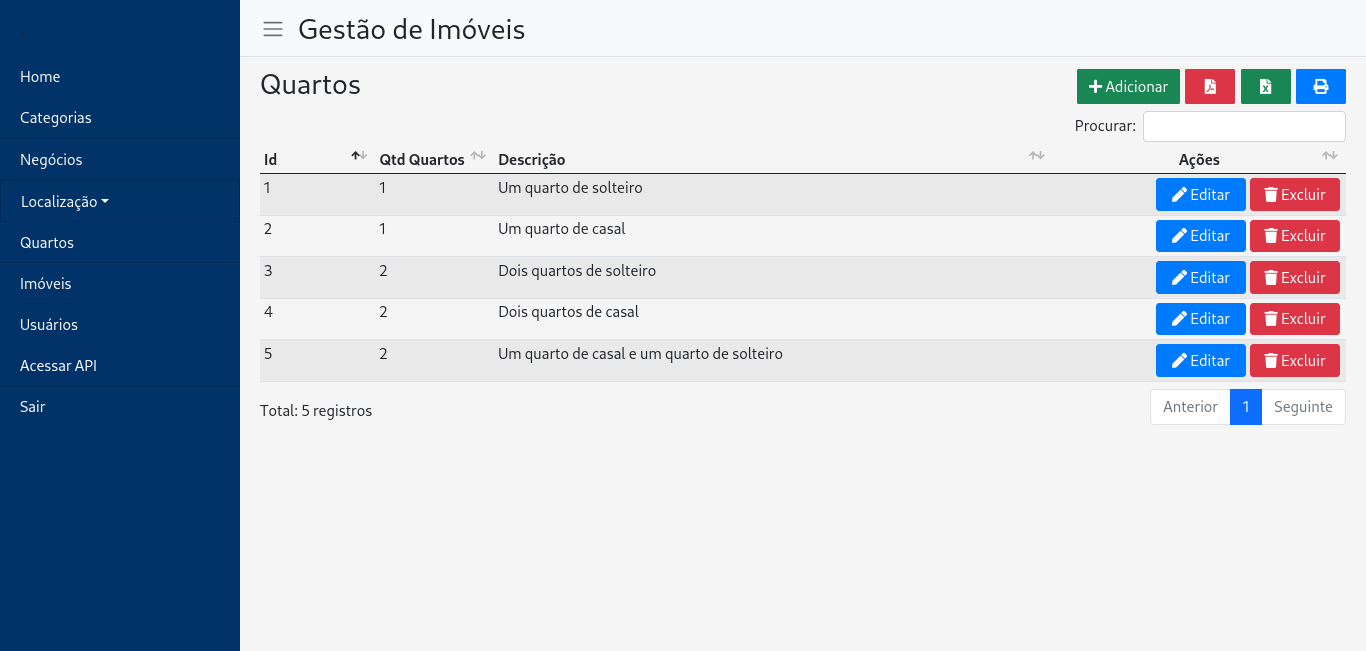 Gestão de Imóveis
Home
Categorias
Negócios
Localização
Quartos
Imóveis
Usuários
Acessar API
Sair
Quartos
Adicionar
Procurar:
Id Qtd Quartos Descrição Ações
1 1 Um quarto de solteiro Editar Excluir
2 1 Um quarto de casal Editar Excluir
3 2 Dois quartos de solteiro Editar Excluir
4 2 Dois quartos de casal Editar Excluir
5 2 Um quarto de casal e um quarto de solteiro Editar Excluir
Total: 5 registros
Anterior 1 Seguinte